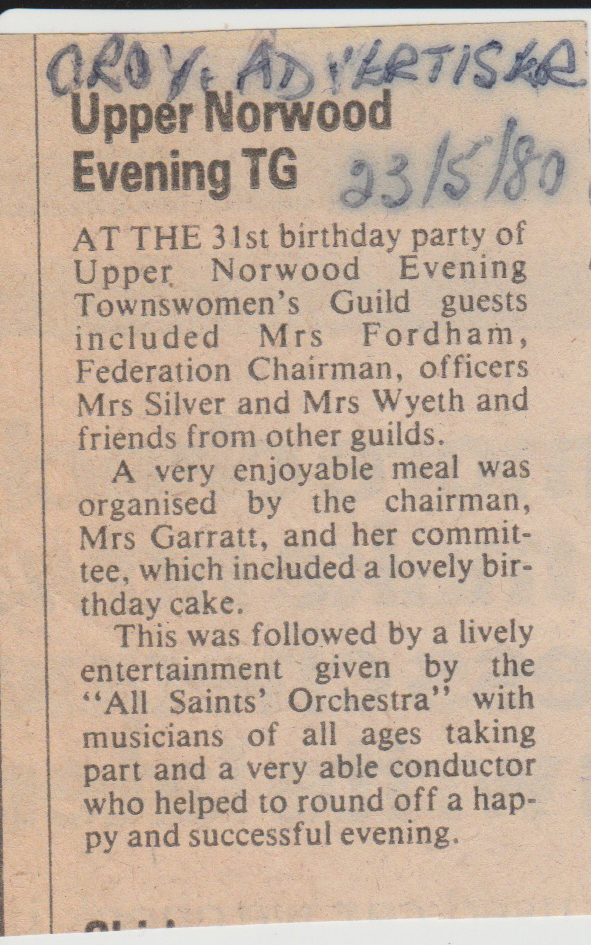 CROY. ADVERTISER
Upper Norwood
Evening TG
23/5/80
AT THE 31st birthday party of
Upper Norwood Evening
Townswomen's Guild guests
included Mrs Fordham,
Federation Chairman, officers
Mrs Silver and Mrs Wyeth and
friends from other guilds.
A very enjoyable meal was
organised by the chairman,
Mrs Garratt, and her commit-
tee, which included a lovely bir-
thday cake.
This was followed by a lively
entertainment given by the
“All Saints’ Orchestra” with
musicians of all ages taking
part and a very able conductor
who helped to round off a hap-
py and successful evening.